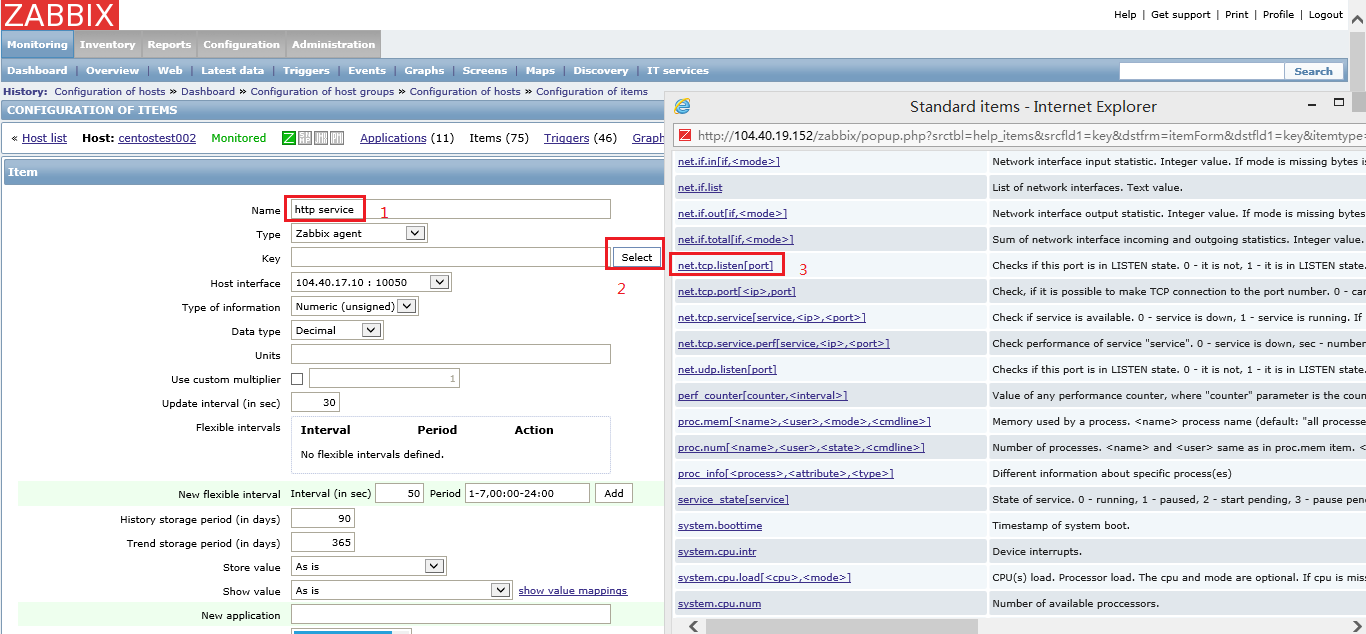 ZABBIX
Help | Get support | Print | Profile | Logout
Monitoring Inventory Reports Configuration Administration
Dashboard | Overview | Web | Latest data | Triggers | Events | Graphs | Screens | Maps | Discovery | IT services
Search
History: Configuration of hosts » Dashboard » Configuration of host groups » Configuration of hosts » Configuration of items
CONFIGURATION OF ITEMS
« Host list Host: centostest002 Monitored Applications (11) Items (75) Triggers (46) Graph
Item
Name http service 1
Type Zabbix agent
Key Select
2
Host interface 104.40.17.10 : 10050
Type of information Numeric (unsigned)
Data type Decimal
Units
Use custom multiplier 1
Update interval (in sec) 30
Flexible intervals Interval Period Action
No flexible intervals defined.
New flexible interval Interval (in sec) 50 Period 1-7,00:00-24:00 Add
History storage period (in days) 90
Trend storage period (in days) 365
Store value As is
Show value As is show value mappings
New application
Standard items - Internet Explorer
http://104.40.19.152/zabbix/popup.php?srctbl=help_items&srcfld1=key&dstfrm=itemForm&dstfld1=key&itemtype=
net.if.in[if,<mode>] Network interface input statistic. Integer value. If mode is missing bytes is
net.if.list List of network interfaces. Text value.
net.if.out[if,<mode>] Network interface output statistic. Integer value. If mode is missing bytes
net.if.total[if,<mode>] Sum of network interface incoming and outgoing statistics. Integer value.
net.tcp.listen[port] 3 Checks if this port is in LISTEN state. 0 - it is not, 1 - it is in LISTEN state.
net.tcp.port[<ip>,port] Check, if it is possible to make TCP connection to the port number. 0 - can
net.tcp.service[service,<ip>,<port>] Check if service is available. 0 - service is down, 1 - service is running. If
net.tcp.service.perf[service,<ip>,<port>] Check performance of service "service". 0 - service is down, sec - number
net.udp.listen[port] Checks if this port is in LISTEN state. 0 - it is not, 1 - it is in LISTEN state.
perf_counter[counter,<interval>] Value of any performance counter, where "counter" parameter is the coun
proc.mem[<name>,<user>,<mode>,<cmdline>] Memory used by a process. <name> process name (default: "all processe
proc.num[<name>,<user>,<state>,<cmdline>] Number of processes. <name> and <user> same as in proc.mem item. <
proc_info[<process>,<attribute>,<type>] Different information about specific process(es)
service_state[service] State of service. 0 - running, 1 - paused, 2 - start pending, 3 - pause pen
system.boottime Timestamp of system boot.
system.cpu.intr Device interrupts.
system.cpu.load[<cpu>,<mode>] CPU(s) load. Processor load. The cpu and mode are optional. If cpu is miss
system.cpu.num Number of available proccessors.